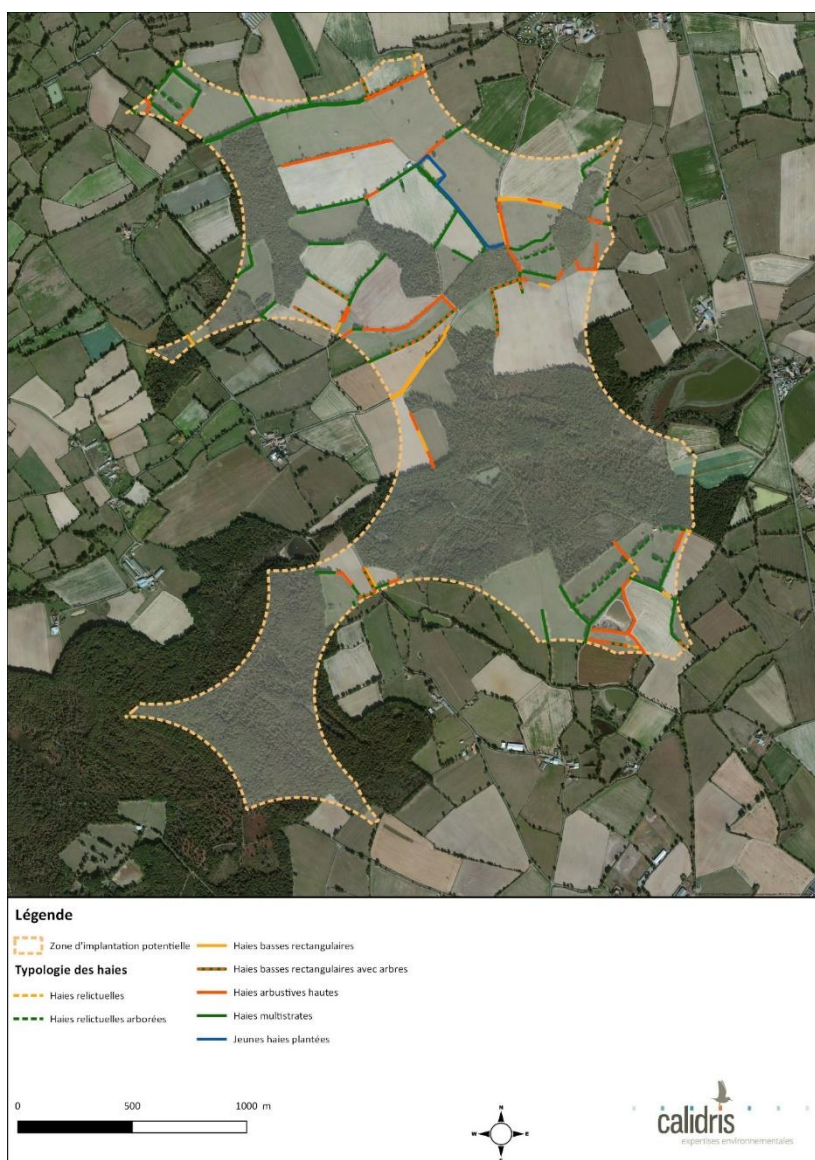 Légende
Zone d'implantation potentielle
Typologie des haies
Haies relictuelles
Haies relictuelles arborées
Haies basses rectangulaires
Haies basses rectangulaires avec arbres
Haies arbustives hautes
Haies multistrates
Jeunes haies plantées
0 500 1000 m
N
W E
calidris
expertises environnementales